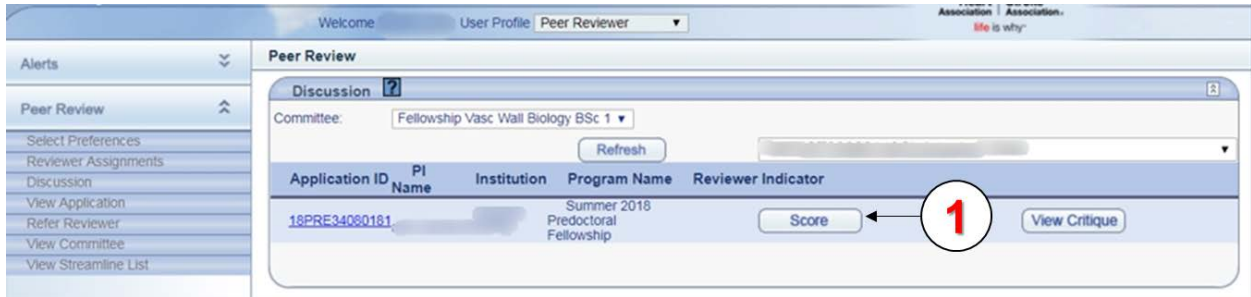 Welcome User Profile Peer Reviewer
Association | Association.
life is why™
Alerts
Peer Review
Select Preferences
Reviewer Assignments
Discussion
View Application
Refer Reviewer
View Committee
View Streamline List
Peer Review
Discussion ?
Committee: Fellowship Vasc Wall Biology BSc 1
Refresh
Application ID PI Name Institution Program Name Reviewer Indicator
18PRE34080181
Summer 2018
Predoctoral
Fellowship
Score
1
View Critique